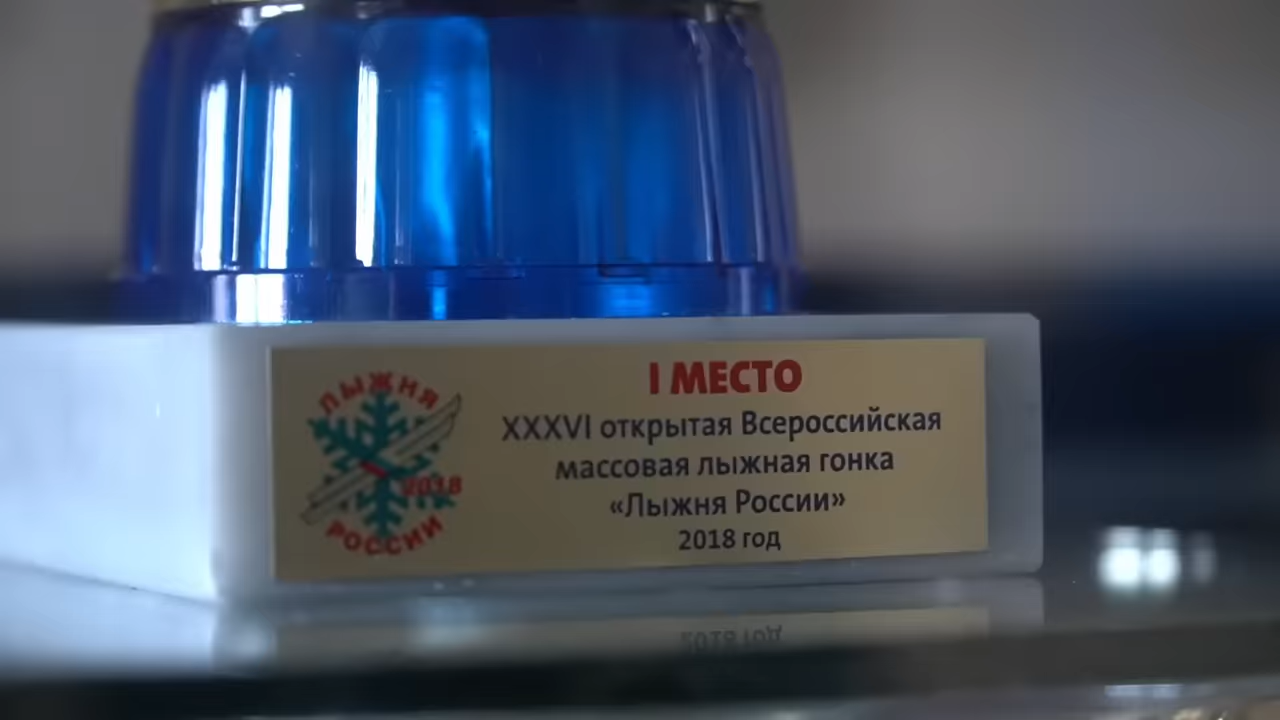 ЛЫЖНЯ
2018
РОССИИ
I МЕСТО
XXXVI открытая Всероссийская
массовая лыжная гонка
«Лыжня России»
2018 год